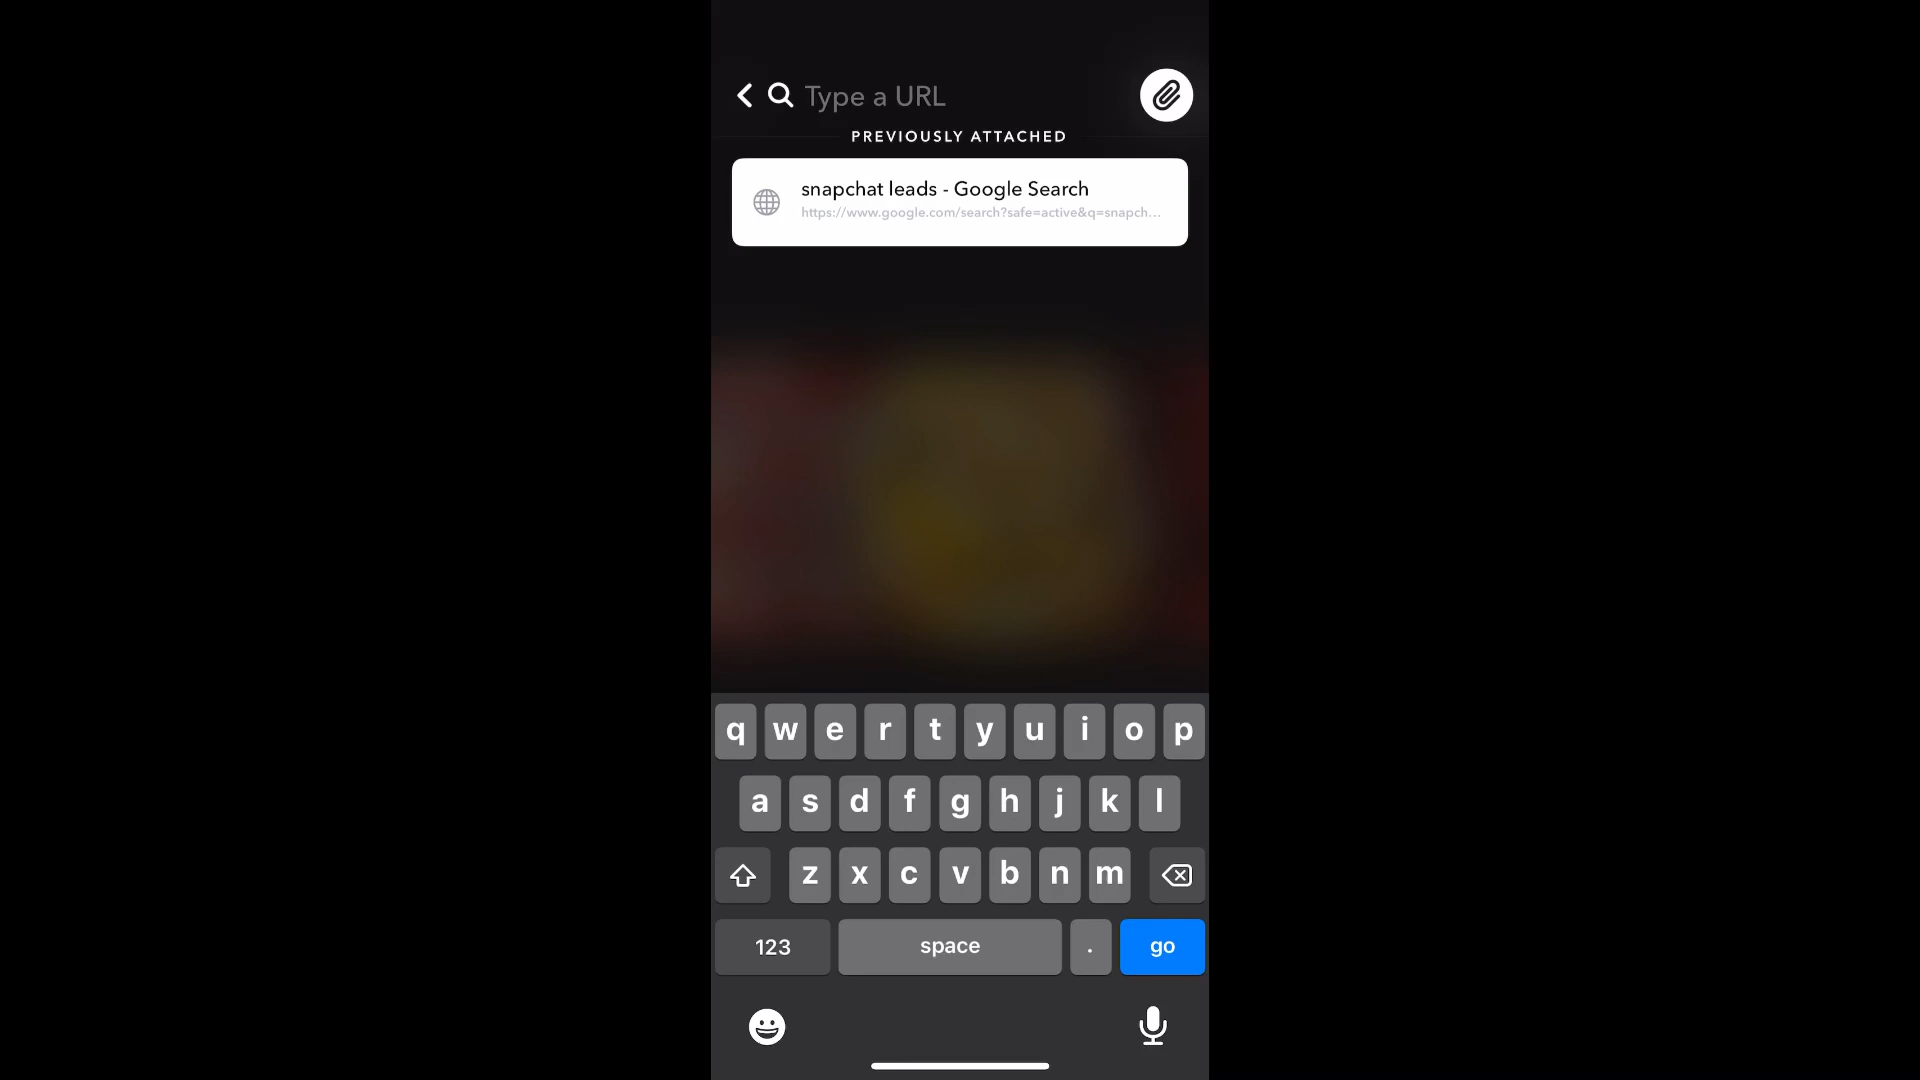 Type a URL
PREVIOUSLY ATTACHED
snapchat leads - Google Search
https://www.google.com/search?safe=active&q=snapch...
q w e r t y u i o p
a s d f g h j k l
z x c v b n m
123 space . go